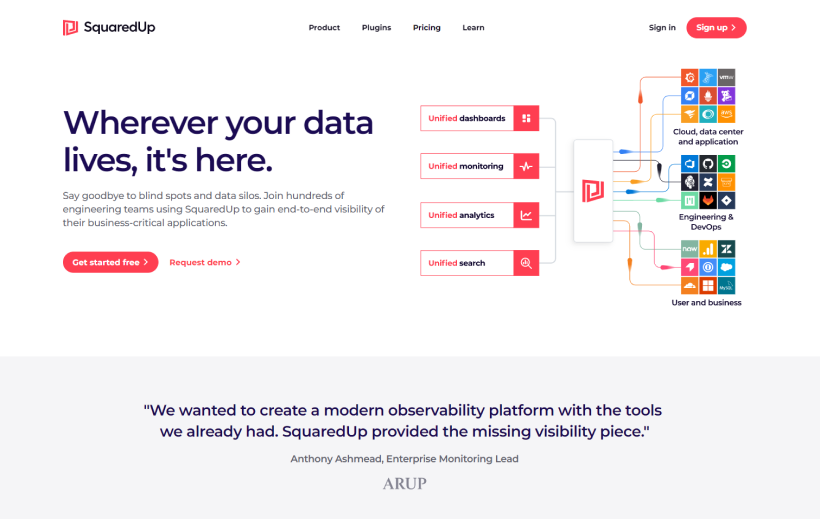 SquaredUp
Product
Plugins
Pricing
Learn
Sign in
Sign up
Wherever your data
lives, it's here.
Say goodbye to blind spots and data silos. Join hundreds of
engineering teams using SquaredUp to gain end-to-end visibility of
their business-critical applications.
Get started free
Request demo
Unified dashboards
Unified monitoring
Unified analytics
Unified search
vmw
aws
Cloud, data center
and application
Engineering &
DevOps
now
MySQL
User and business
"We wanted to create a modern observability platform with the tools
we already had. SquaredUp provided the missing visibility piece."
Anthony Ashmead, Enterprise Monitoring Lead
ARUP